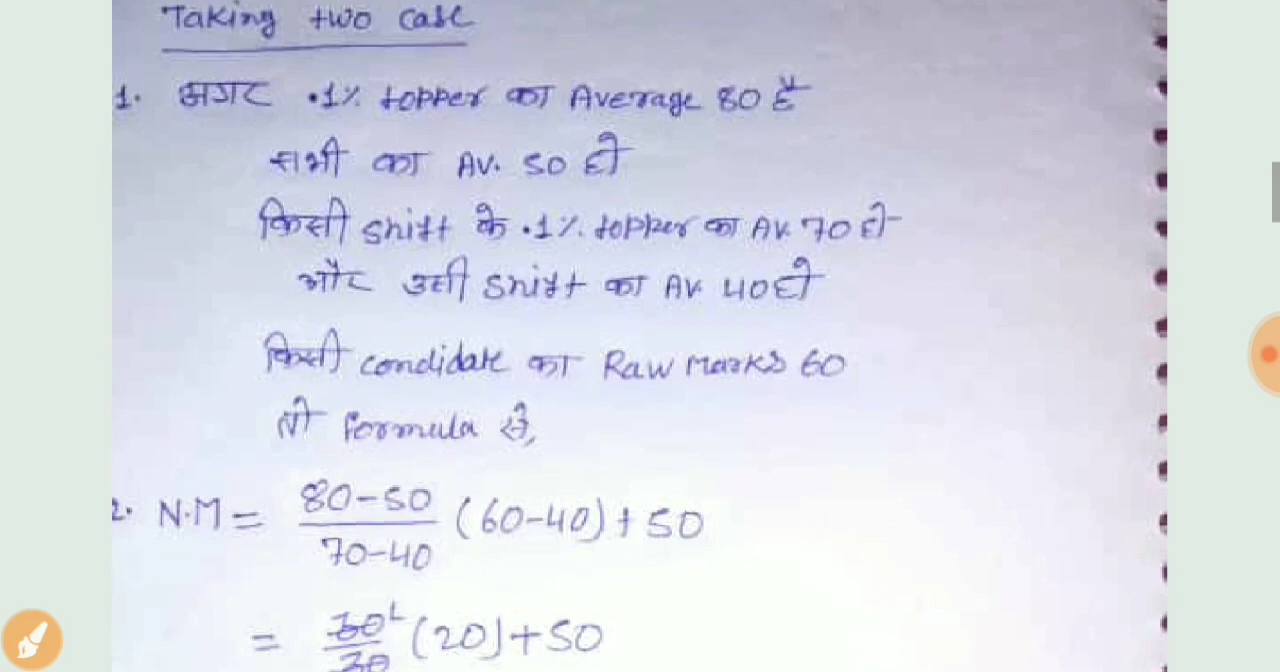 Taking two case
1. अगर .1% topper का Average 80 है
सभी का Av. 50 हो
किसी shift के .1% topper का Av. 70 हो
और उसी shift का Av. 40 हो
किसी condidate का Raw Marks 60
तो formula से,
2. N.M = 80-50 / 70-40 (60-40) + 50
= 30 / 30 1 (20) + 50